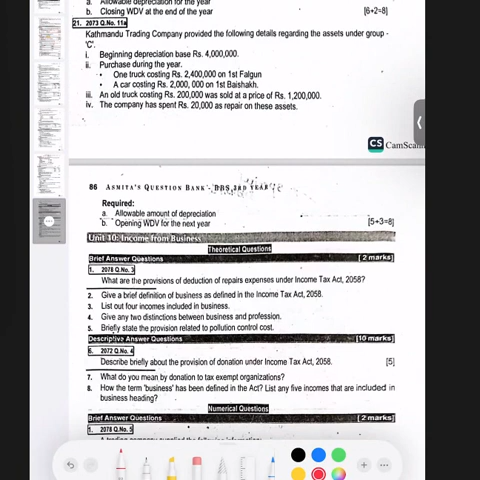 a. Allowable depreciation for the year
b. Closing WDV at the end of the year [6+2=8]
21. 2073 Q.No. 11a
Kathmandu Trading Company provided the following details regarding the assets under group -
'C'.
i. Beginning depreciation base Rs. 4,000,000.
ii. Purchase during the year.
• One truck costing Rs. 2,400,000 on 1st Falgun
• A car costing Rs. 2,000, 000 on 1st Baishakh.
iii. An old truck costing Rs. 200,000 was sold at a price of Rs. 1,200,000.
iv. The company has spent Rs. 20,000 as repair on these assets.
CS CamScan
86 ASMITA'S QUESTION BANK - BBS 3RD YEAR
Required:
a. Allowable amount of depreciation
b. Opening WDV for the next year [5+3=8]
Unit 10: Income from Business
Theoretical Questions
Brief Answer Questions [2 marks]
1. 2078 Q.No. 3
What are the provisions of deduction of repairs expenses under Income Tax Act, 2058?
2. Give a brief definition of business as defined in the Income Tax Act, 2058.
3. List out four incomes included in business.
4. Give any two distinctions between business and profession.
5. Briefly state the provision related to pollution control cost.
Descriptive Answer Questions [10 marks]
6. 2072 Q.No. 4
Describe briefly about the provision of donation under Income Tax Act, 2058. [5]
7. What do you mean by donation to tax exempt organizations?
8. How the term 'business' has been defined in the Act? List any five incomes that are included in
business heading?
Numerical Questions
Brief Answer Questions [2 marks]
1. 2078 Q.No. 5
A trading company supplied the following information: